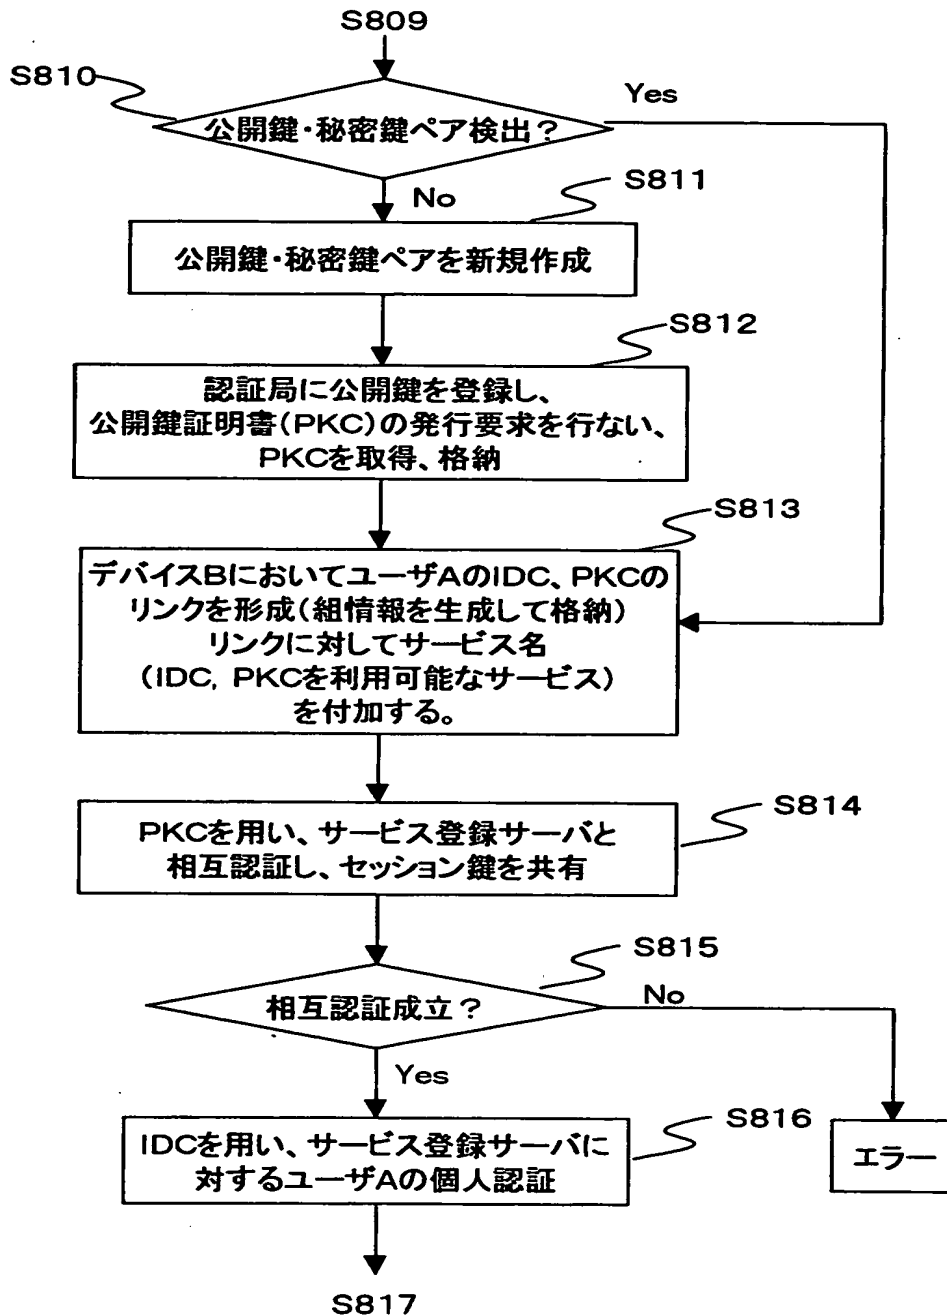 S809
S810
Yes
公開鍵・秘密鍵ペア検出?
No
S811
公開鍵・秘密鍵ペアを新規作成
S812
認証局に公開鍵を登録し、
公開鍵証明書(PKC)の発行要求を行ない、
PKCを取得、格納
S813
デバイスBにおいてユーザAのIDC、PKCの
リンクを形成(組情報を生成して格納)
リンクに対してサービス名
(IDC, PKCを利用可能なサービス)
を付加する。
S814
PKCを用い、サービス登録サーバと
相互認証し、セッション鍵を共有
S815
相互認証成立?
No
Yes
S816
IDCを用い、サービス登録サーバに
対するユーザAの個人認証
エラー
S817